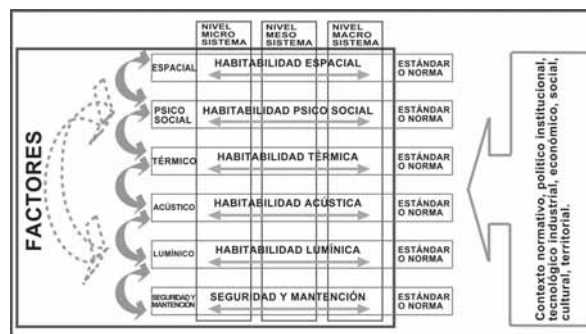 NIVEL
MICRO
SISTEMA
NIVEL
MESO
SISTEMA
NIVEL
MACRO
SISTEMA
FACTORES
ESPACIAL
HABITABILIDAD ESPACIAL
ESTÁNDAR
O NORMA
PSICO
SOCIAL
HABITABILIDAD PSICO SOCIAL
ESTÁNDAR
O NORMA
TÉRMICO
HABITABILIDAD TÉRMICA
ESTÁNDAR
O NORMA
ACÚSTICO
HABITABILIDAD ACÚSTICA
ESTÁNDAR
O NORMA
LUMÍNICO
HABITABILIDAD LUMÍNICA
ESTÁNDAR
O NORMA
SEGURIDAD Y
MANTENCIÓN
SEGURIDAD Y MANTENCIÓN
ESTÁNDAR
O NORMA
Contexto normativo, político institucional,
tecnológico industrial, económico, social,
cultural, territorial.